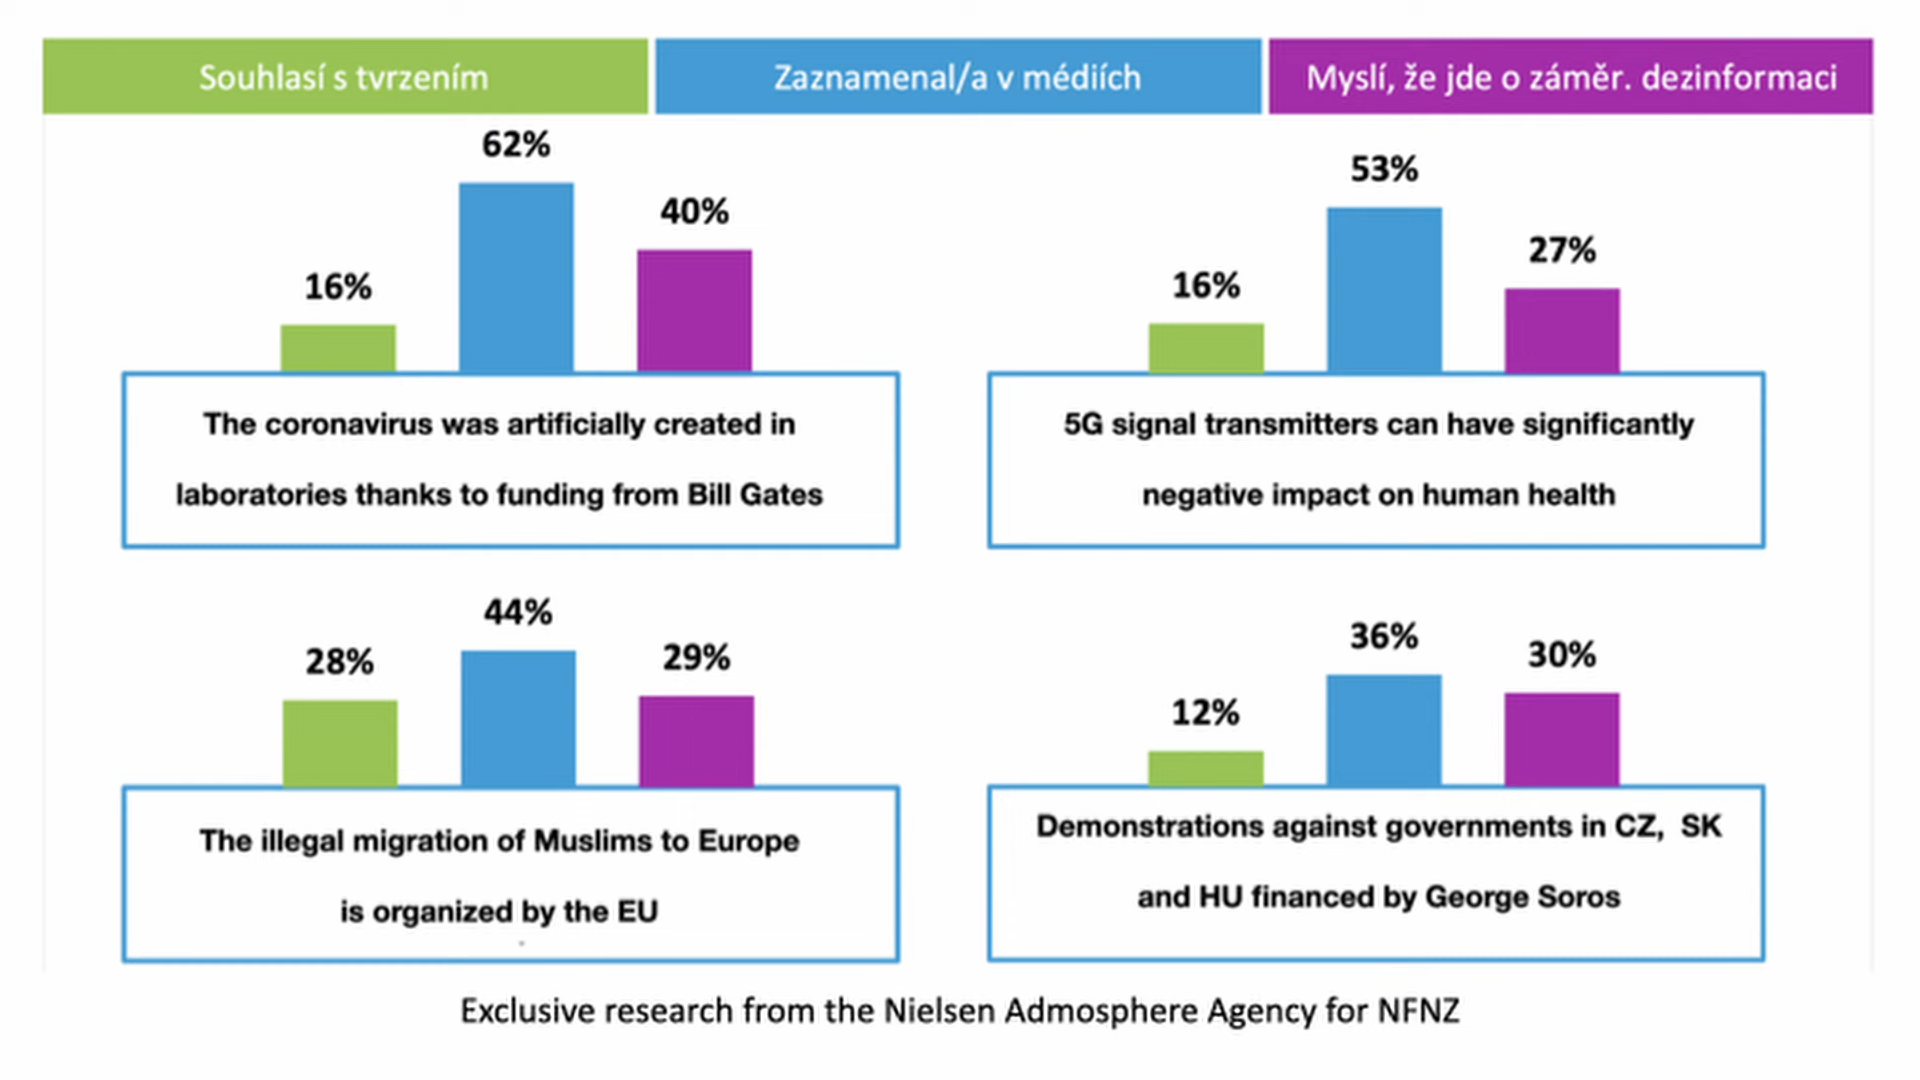 Souhlasí s tvrzením
Zaznamenal/a v médiích
Myslí, že jde o záměr. dezinformaci
62%
40%
16%
The coronavirus was artificially created in
laboratories thanks to funding from Bill Gates
53%
27%
16%
5G signal transmitters can have significantly
negative impact on human health
44%
28%
29%
The illegal migration of Muslims to Europe
is organized by the EU
36%
30%
12%
Demonstrations against governments in CZ, SK
and HU financed by George Soros
Exclusive research from the Nielsen Admosphere Agency for NFNZ